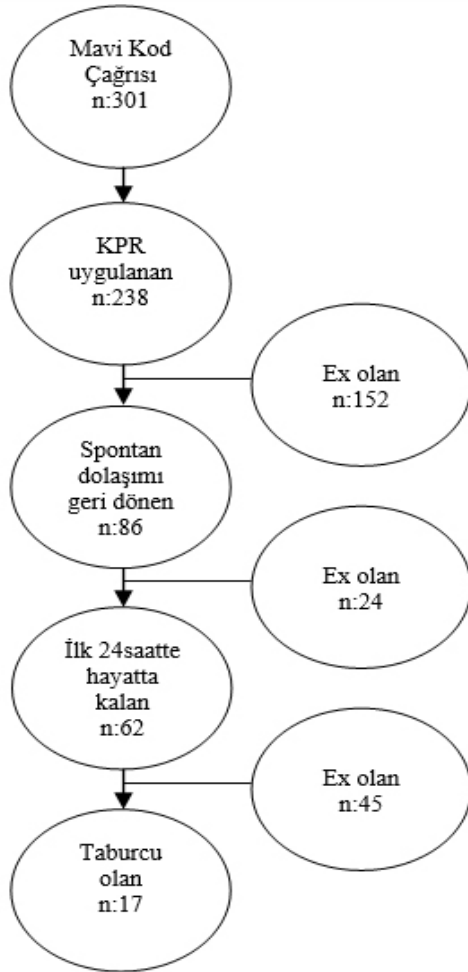 Mavi Kod
Çağrısı
n:301
KPR
uygulanan
n:238
Ex olan
n:152
Spontan
dolaşımı
geri dönen
n:86
Ex olan
n:24
İlk 24saatte
hayatta
kalan
n:62
Ex olan
n:45
Taburcu
olan
n:17